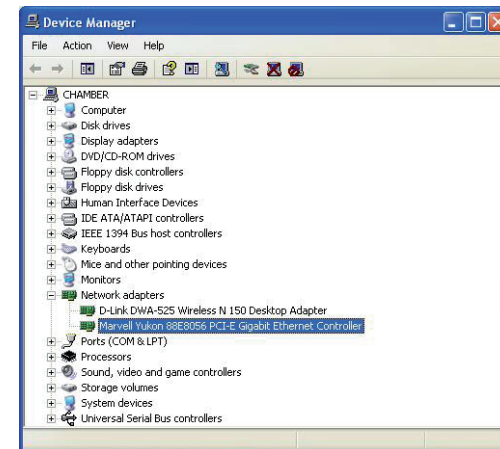 Device Manager
File Action View Help
CHAMBER
Computer
Disk drives
Display adapters
DVD/CD-ROM drives
Floppy disk controllers
Floppy disk drives
Human Interface Devices
IDE ATA/ATAPI controllers
IEEE 1394 Bus host controllers
Keyboards
Mice and other pointing devices
Monitors
Network adapters
D-Link DWA-525 Wireless N 150 Desktop Adapter
Marvell Yukon 88E8056 PCI-E Gigabit Ethernet Controller
Ports (COM & LPT)
Processors
Sound, video and game controllers
Storage volumes
System devices
Universal Serial Bus controllers